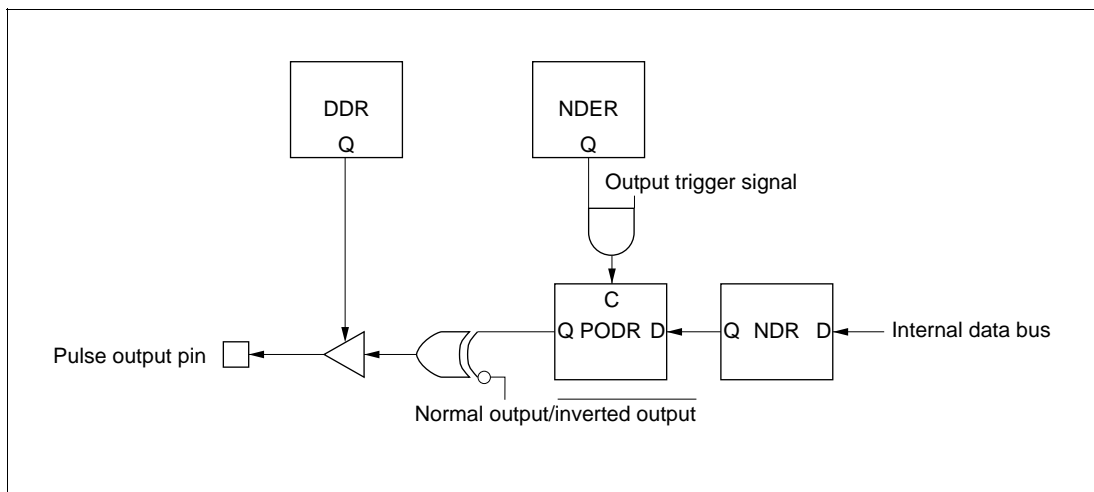 DDR
Q
NDER
Q
Output trigger signal
C
Q PODR D
Q NDR D
Internal data bus
Pulse output pin
Normal output/inverted output